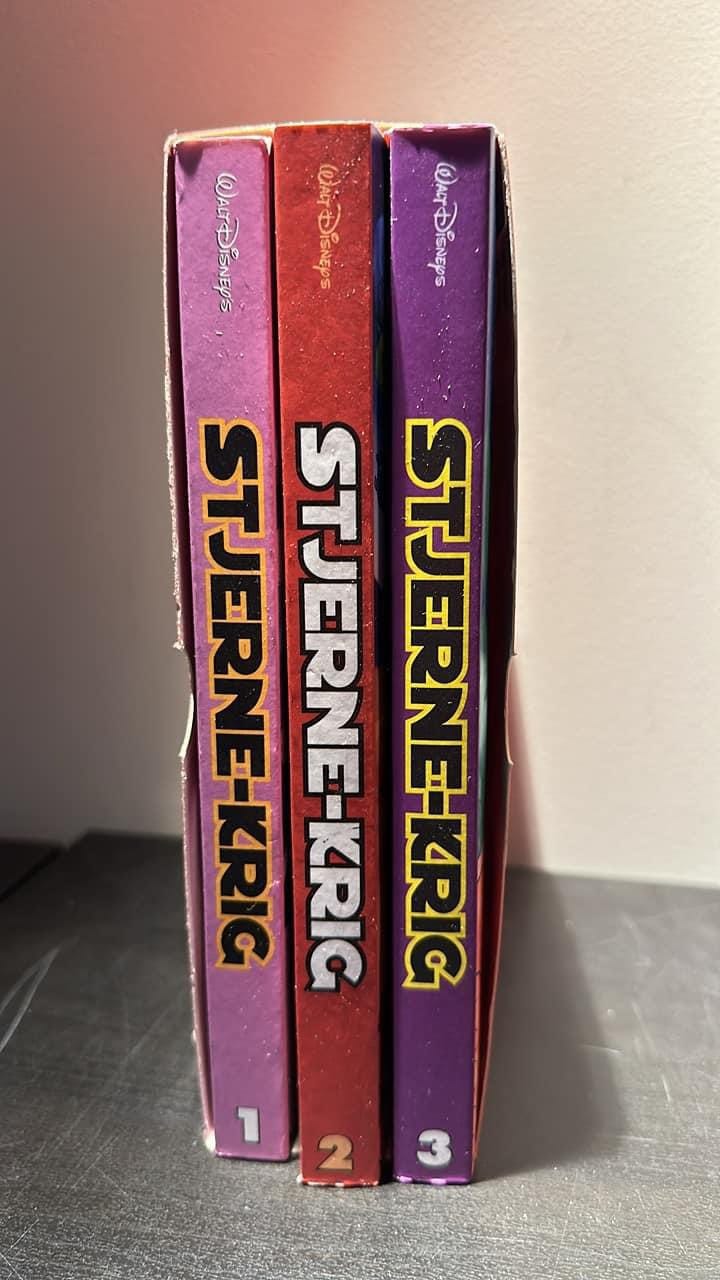 Walt Disney's
STJERNE-KRIG
1
Walt Disney's
STJERNE-KRIG
2
Walt Disney's
STJERNE-KRIG
3